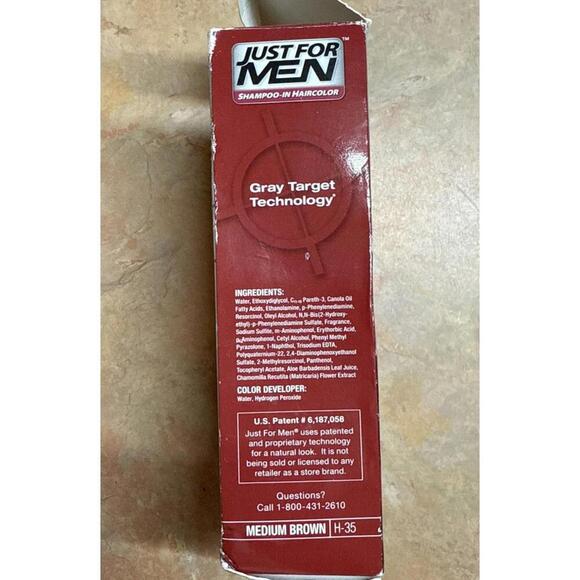 JUST FOR
MEN™
SHAMPOO-IN HAIRCOLOR
Gray Target
Technology*
INGREDIENTS:
Water, Ethoxydiglycol, C12-15 Pareth-3, Canola Oil
Fatty Acids, Ethanolamine, p-Phenylenediamine,
Resorcinol, Oleyl Alcohol, N,N-Bis(2-Hydroxy-
ethyl)-p-Phenylenediamine Sulfate, Fragrance,
Sodium Sulfite, m-Aminophenol, Erythorbic Acid,
p-Aminophenol, Cetyl Alcohol, Phenyl Methyl
Pyrazolone, 1-Naphthol, Trisodium EDTA,
Polyquaternium-22, 2,4-Diaminophenoxyethanol
Sulfate, 2-Methylresorcinol, Panthenol,
Tocopheryl Acetate, Aloe Barbadensis Leaf Juice,
Chamomilla Recutita (Matricaria) Flower Extract
COLOR DEVELOPER:
Water, Hydrogen Peroxide
U.S. Patent # 6,187,058
Just For Men® uses patented
and proprietary technology
for a natural look. It is not
being sold or licensed to any
retailer as a store brand.
Questions?
Call 1-800-431-2610
MEDIUM BROWN H-35